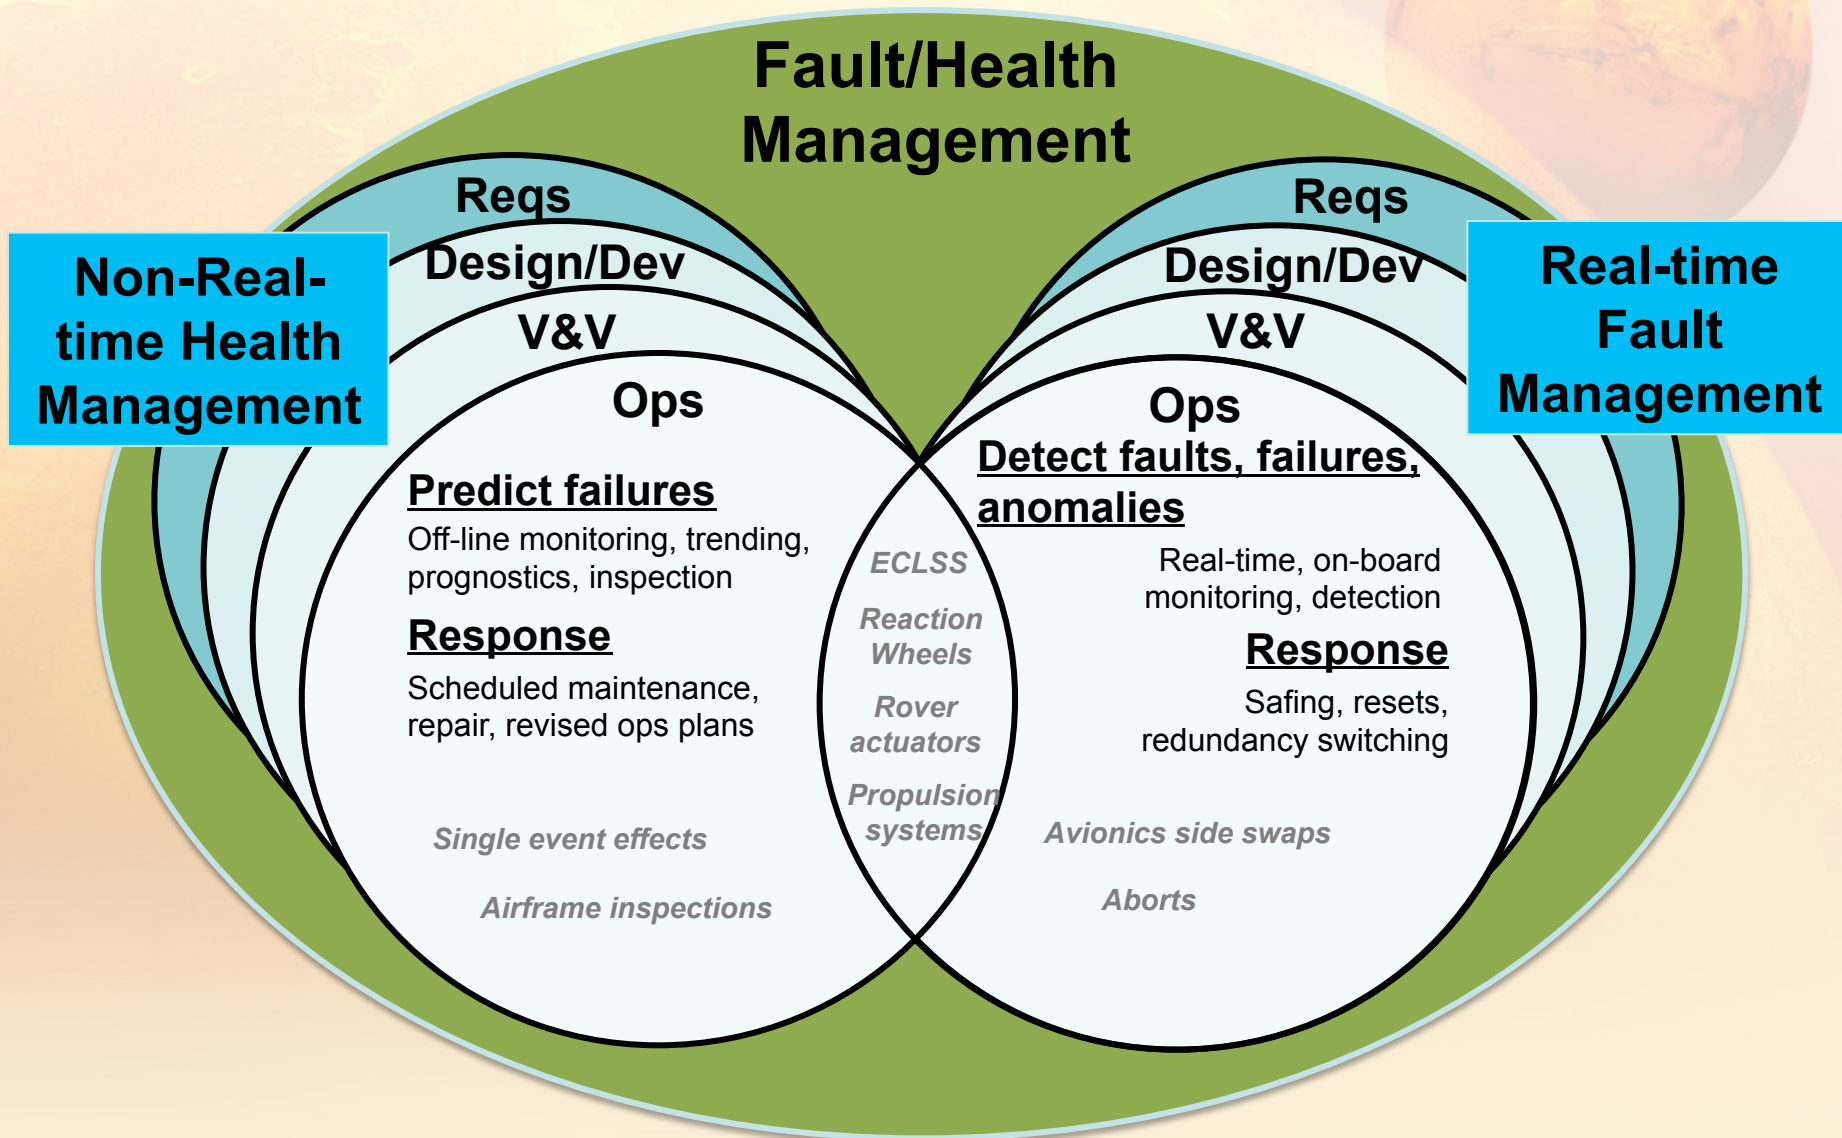 Fault/Health
Management
Non-Real-
time Health
Management
Reqs
Design/Dev
V&V
Ops
Predict failures
Off-line monitoring, trending,
prognostics, inspection
Response
Scheduled maintenance,
repair, revised ops plans
Single event effects
Airframe inspections
ECLSS
Reaction
Wheels
Rover
actuators
Propulsion
systems
Real-time
Fault
Management
Reqs
Design/Dev
V&V
Ops
Detect faults, failures,
anomalies
Real-time, on-board
monitoring, detection
Response
Safing, resets,
redundancy switching
Avionics side swaps
Aborts